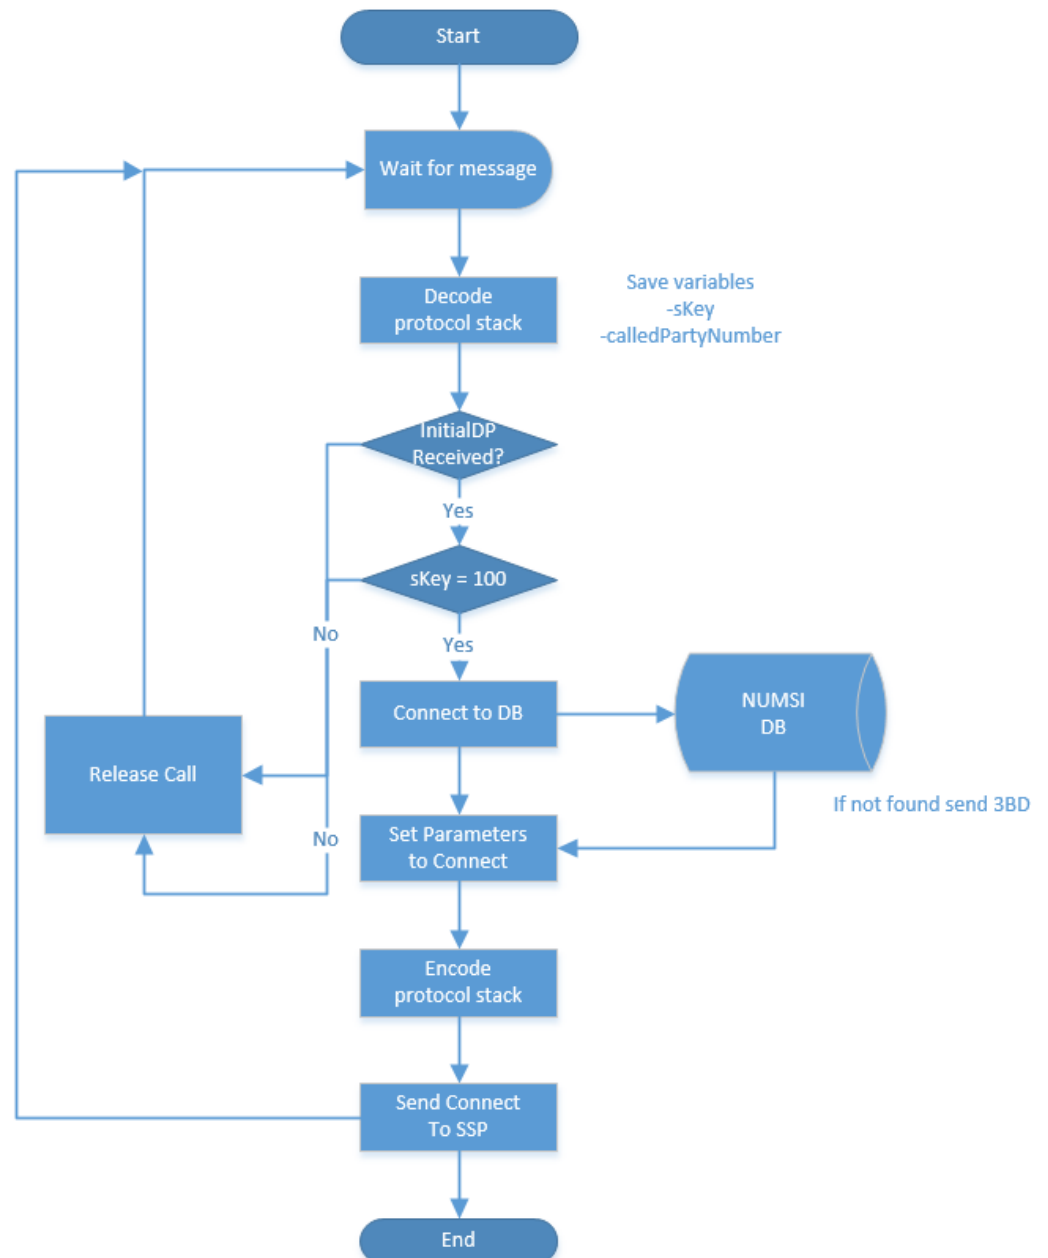 Start
Wait for message
Decode
protocol stack
Save variables
-sKey
-calledPartyNumber
InitialDP
Received?
Yes
sKey = 100
No
Yes
Connect to DB
NUMSI
DB
Release Call
If not found send 3BD
Set Parameters
to Connect
No
Encode
protocol stack
Send Connect
To SSP
End